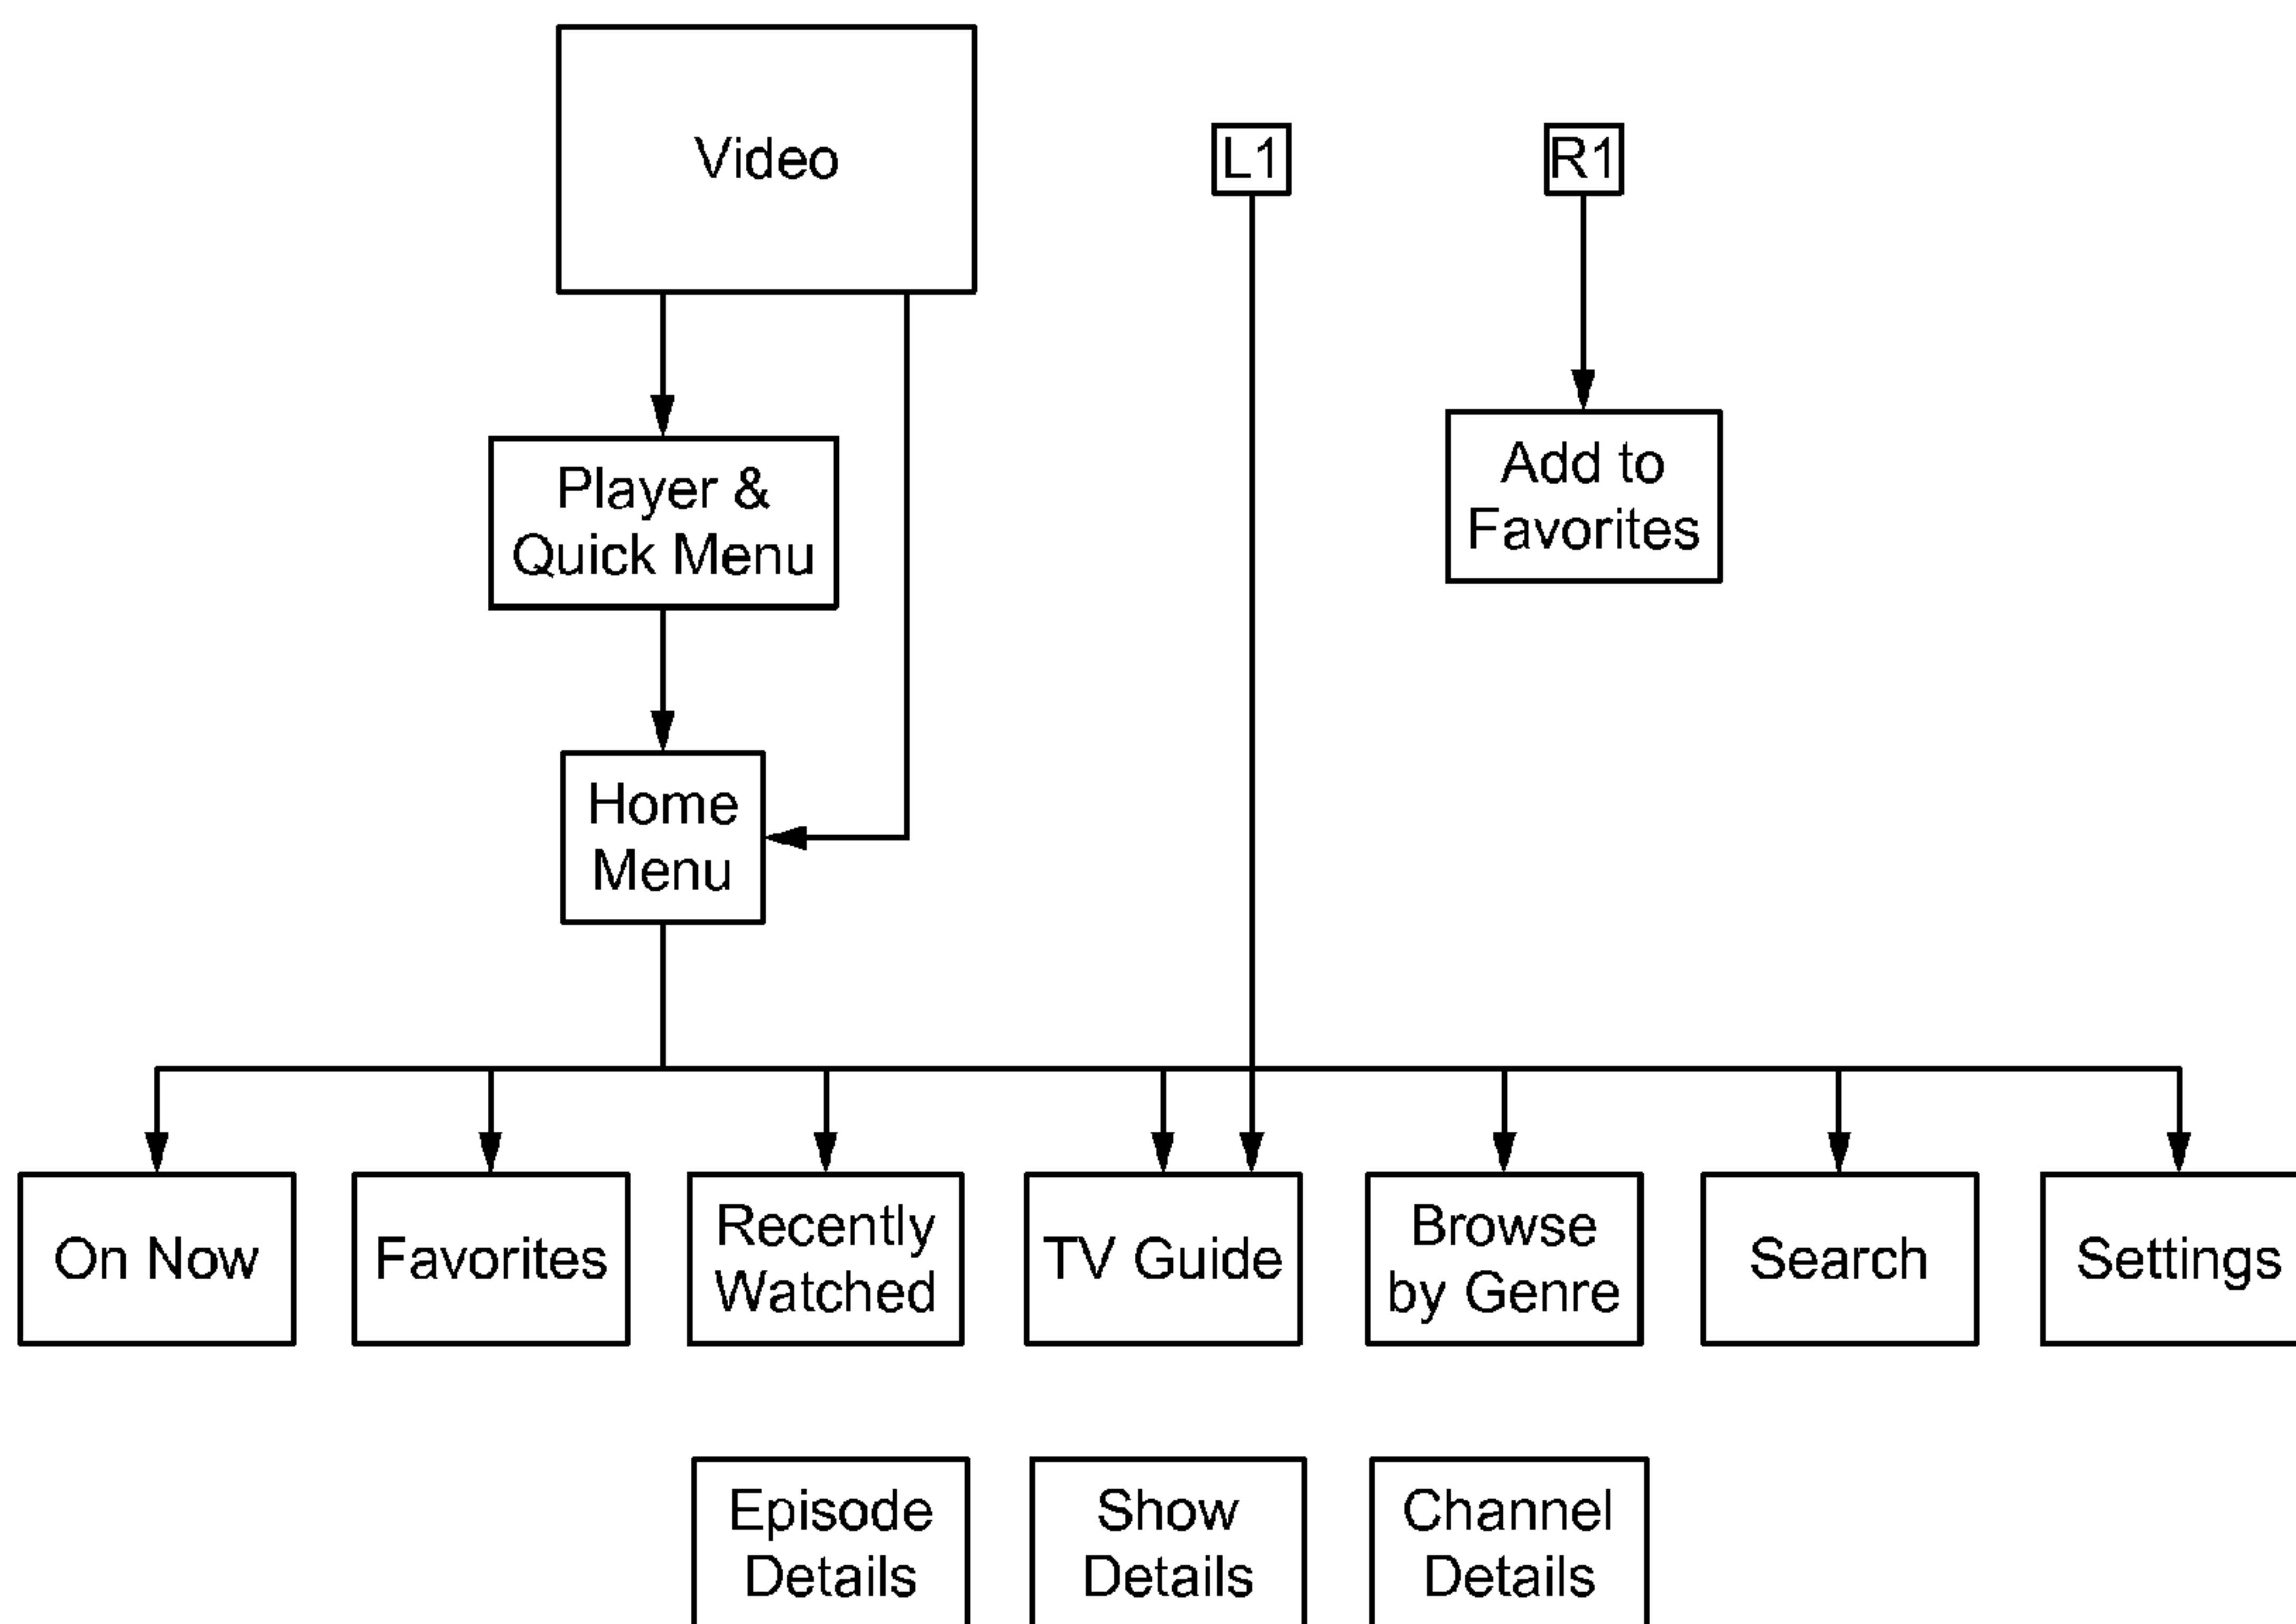 Video
L1
R1
Player &
Quick Menu
Add to
Favorites
Home
Menu
On Now
Favorites
Recently
Watched
TV Guide
Browse
by Genre
Search
Settings
Episode
Details
Show
Details
Channel
Details